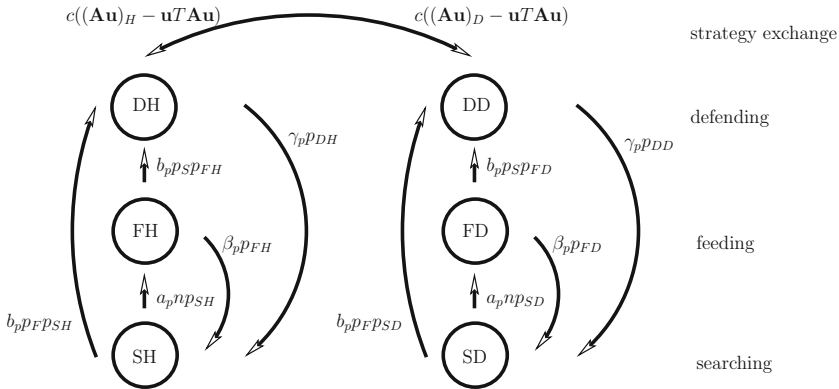 c((Au)_H − uTAu) c((Au)_D − uTAu)
strategy exchange
DH DD defending
γ_p p_DH γ_p p_DD
b_p p_S p_FH b_p p_S p_FD
FH FD feeding
β_p p_FH β_p p_FD
a_p n p_SH a_p n p_SD
b_p p_F p_SH b_p p_F p_SD
SH SD searching